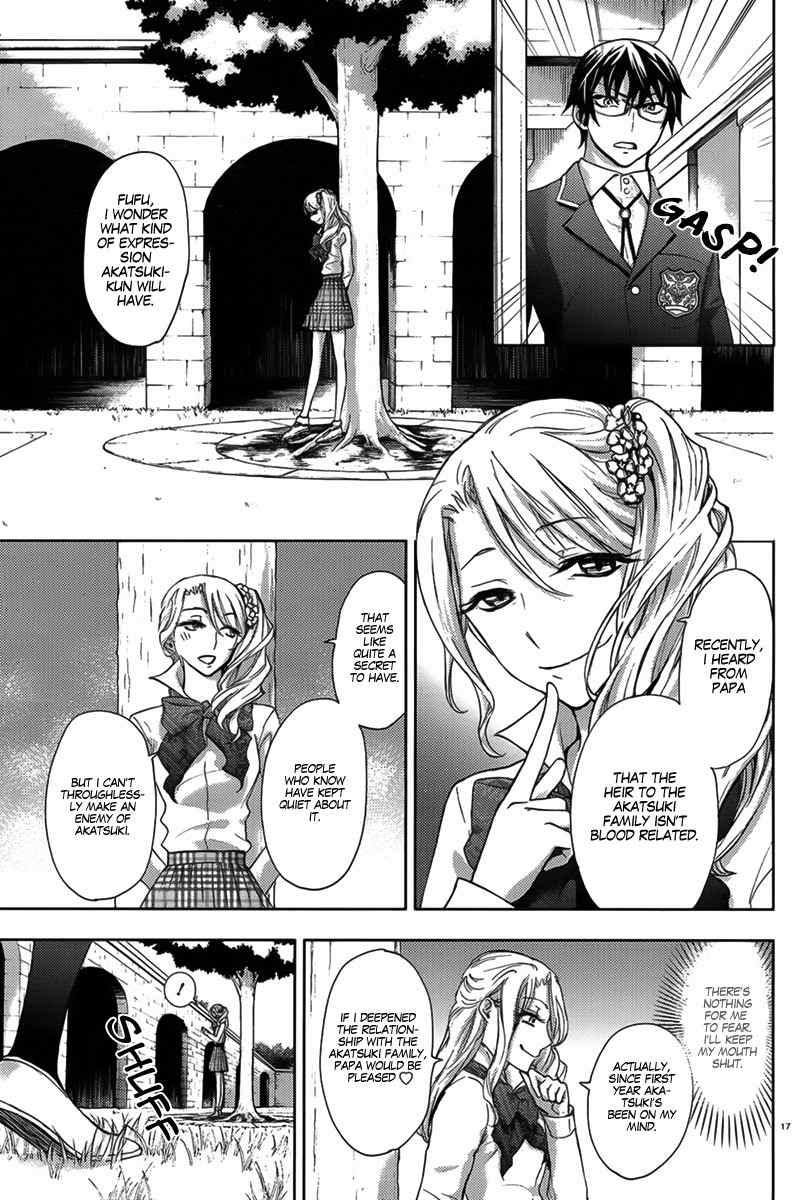 GASP!
FUFU,
I WONDER
WHAT KIND
OF EXPRES-
SION
AKATSUKI-
KUN WILL
HAVE.
RECENTLY,
I HEARD
FROM
PAPA
THAT
THE HEIR TO THE
AKATSUKI
FAMILY ISN'T
BLOOD RELATED.
THAT
SEEMS
LIKE
QUITE A
SECRET
TO HAVE.
PEOPLE
WHO KNOW
HAVE KEPT
QUIET ABOUT
IT.
BUT I CAN'T
THROUGHLESS-
LY MAKE AN
ENEMY OF
AKATSUKI.
THERE'S
NOTHING
FOR ME
TO FEAR.
I'LL KEEP
MY MOUTH
SHUT.
ACTUALLY,
SINCE FIRST
YEAR AKA-
TSUKI'S
BEEN ON MY
MIND.
IF I DEEPENED
THE RELATION-
SHIP WITH THE
AKATSUKI FAMILY,
PAPA WOULD BE
PLEASED ♡
!
SHUFF
17